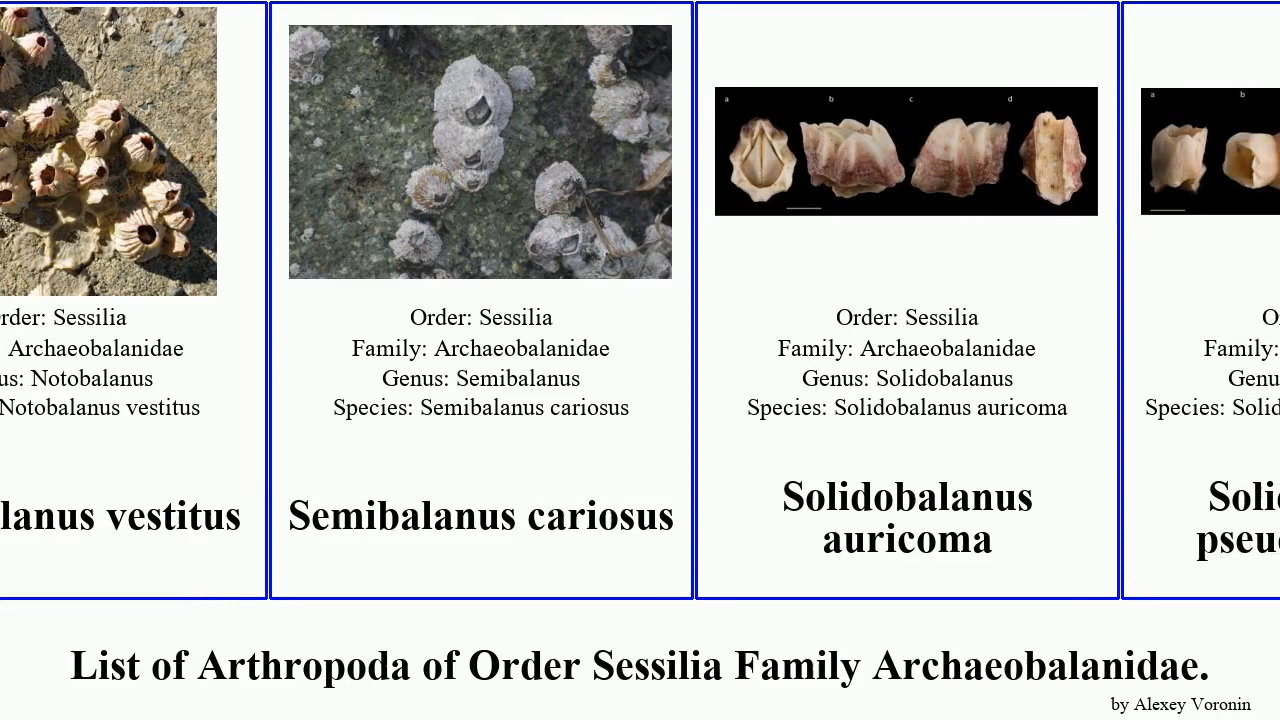 a
b
c
d
a
b
rder: Sessilia
Archaeobalanidae
us: Notobalanus
Notobalanus vestitus
lanus vestitus
Order: Sessilia
Family: Archaeobalanidae
Genus: Semibalanus
Species: Semibalanus cariosus
Semibalanus cariosus
Order: Sessilia
Family: Archaeobalanidae
Genus: Solidobalanus
Species: Solidobalanus auricoma
Solidobalanus
auricoma
O
Family:
Genu
Species: Solid
Soli
pseu
List of Arthropoda of Order Sessilia Family Archaeobalanidae.
by Alexey Voronin